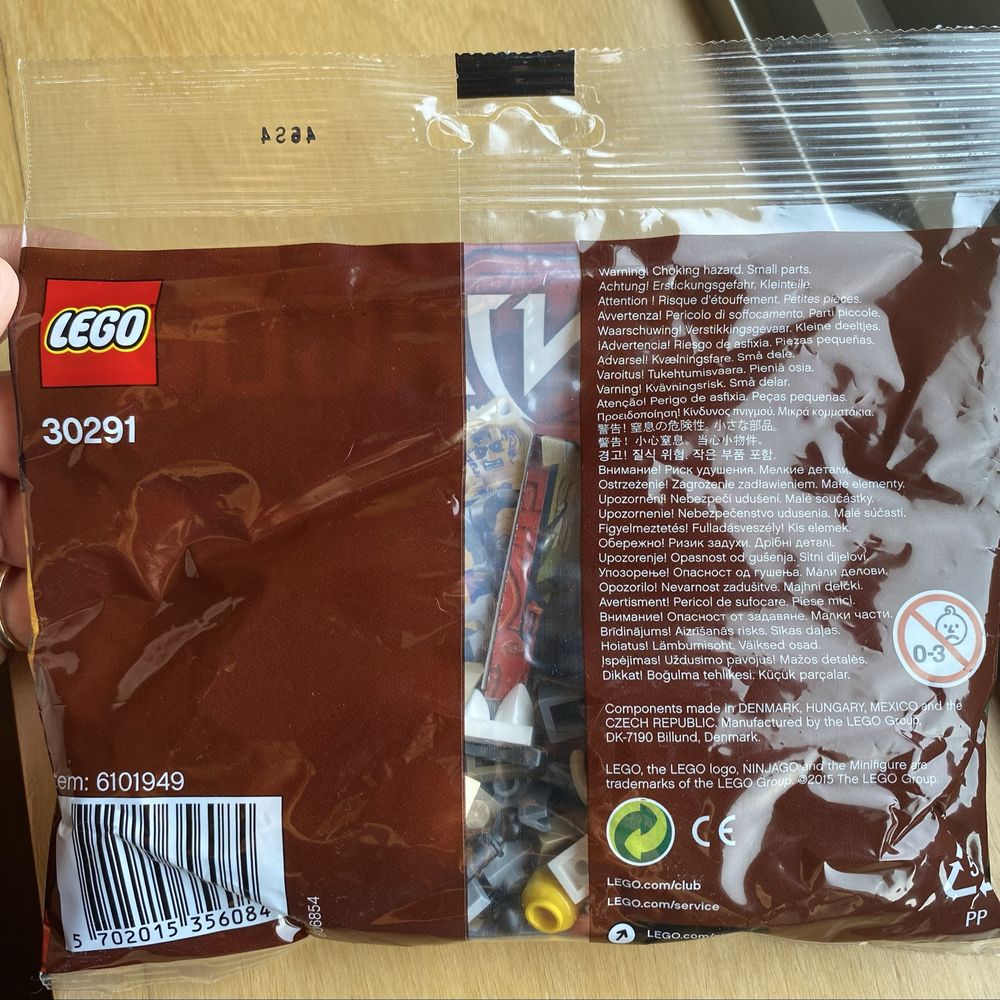 46S4
LEGO
30291
Item: 6101949
5 702015 356084
6854
Warning! Choking hazard. Small parts.
Achtung! Erstickungsgefahr. Kleinteile.
Attention ! Risque d'étouffement. Petites pièces.
Avvertenza! Pericolo di soffocamento. Parti piccole.
Waarschuwing! Verstikkingsgevaar. Kleine deeltjes.
¡Advertencia! Riesgo de asfixia. Piezas pequeñas.
Advarsel! Kvælningsfare. Små dele.
Varoitus! Tukehtumisvaara. Pieniä osia.
Varning! Kvävningsrisk. Små delar.
Atenção! Perigo de asfixia. Peças pequenas.
Προειδοποίηση! Κίνδυνος πνιγμού. Μικρά κομματάκια.
警告! 窒息の危険性。小さな部品。
警告! 小心窒息。当心小物件。
경고! 질식 위험. 작은 부품 포함.
Внимание! Риск удушения. Мелкие детали.
Ostrzeżenie! Zagrożenie zadławieniem. Małe elementy.
Upozornění! Nebezpečí udušení. Malé součástky.
Upozornenie! Nebezpečenstvo udusenia. Malé súčasti.
Figyelmeztetés! Fulladásveszély! Kis elemek.
Обережно! Ризик задухи. Дрібні деталі.
Upozorenje! Opasnost od gušenja. Sitni dijelovi.
Упозорење! Опасност од гушења. Мали делови.
Opozorilo! Nevarnost zadušitve. Majhni delčki.
Avertisment! Pericol de sufocare. Piese mici.
Внимание! Опасност от задавяне. Малки части.
Brīdinājums! Aizrīšanas risks. Sīkas daļas.
Hoiatus! Lämbumisoht. Väiksed osad.
Įspėjimas! Uždusimo pavojus! Mažos detalės.
Dikkat! Boğulma tehlikesi. Küçük parçalar.
0-3
Components made in DENMARK, HUNGARY, MEXICO and the
CZECH REPUBLIC. Manufactured by the LEGO Group,
DK-7190 Billund, Denmark.
LEGO, the LEGO logo, NINJAGO and the Minifigure are
trademarks of the LEGO Group. ©2015 The LEGO Group.
CE
LEGO.com/club
LEGO.com/service
LEGO.com/
5
PP